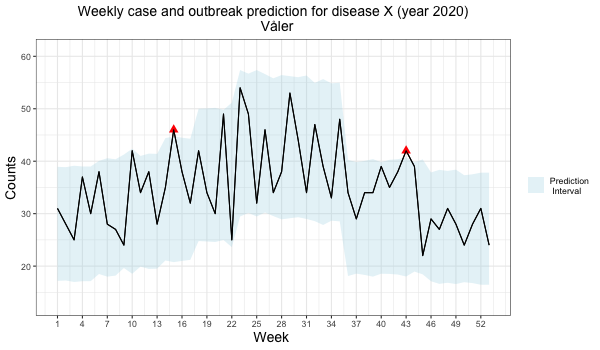 Weekly case and outbreak prediction for disease X (year 2020)
Våler
60
50
40
30
20
Counts
1 4 7 10 13 16 19 22 25 28 31 34 37 40 43 46 49 52
Week
Prediction
Interval